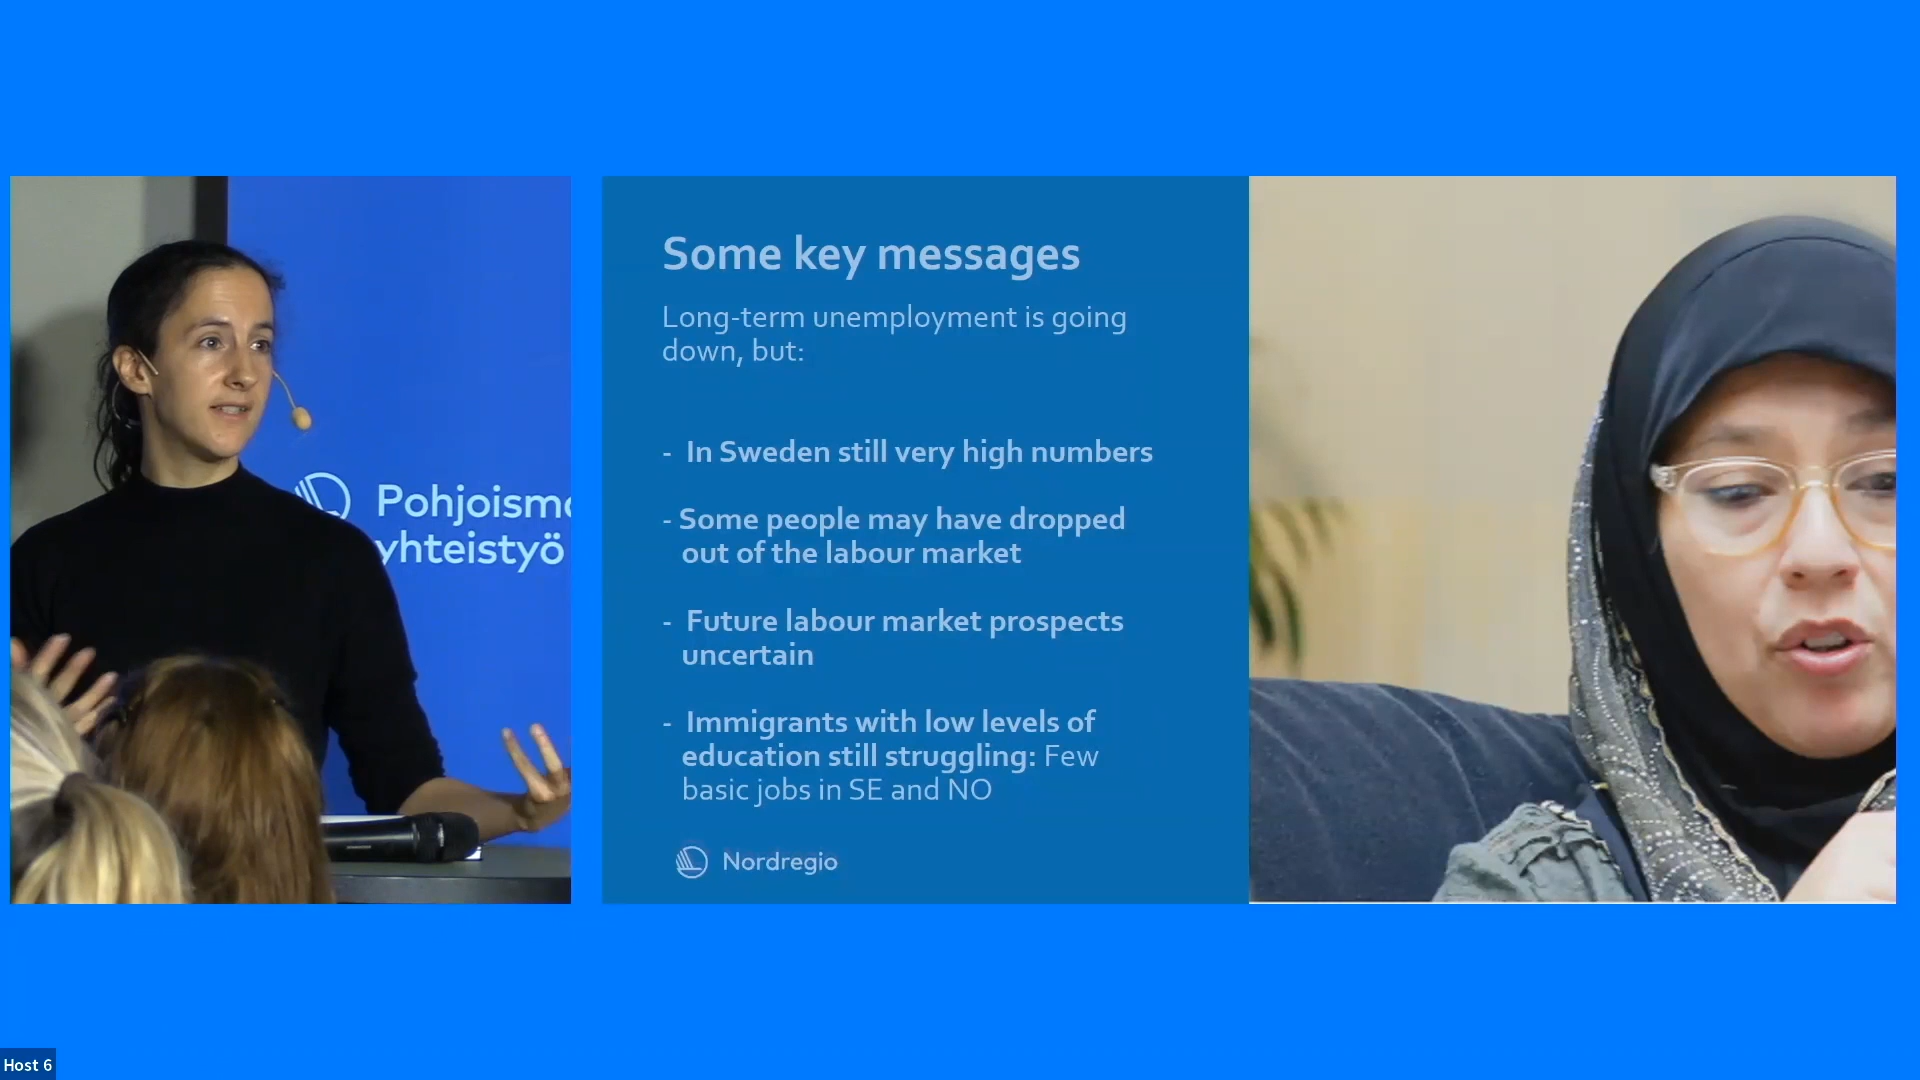 Pohjoism
yhteistyö
Some key messages
Long-term unemployment is going
down, but:
- In Sweden still very high numbers
- Some people may have dropped
out of the labour market
- Future labour market prospects
uncertain
- Immigrants with low levels of
education still struggling: Few
basic jobs in SE and NO
Nordregio
Host 6